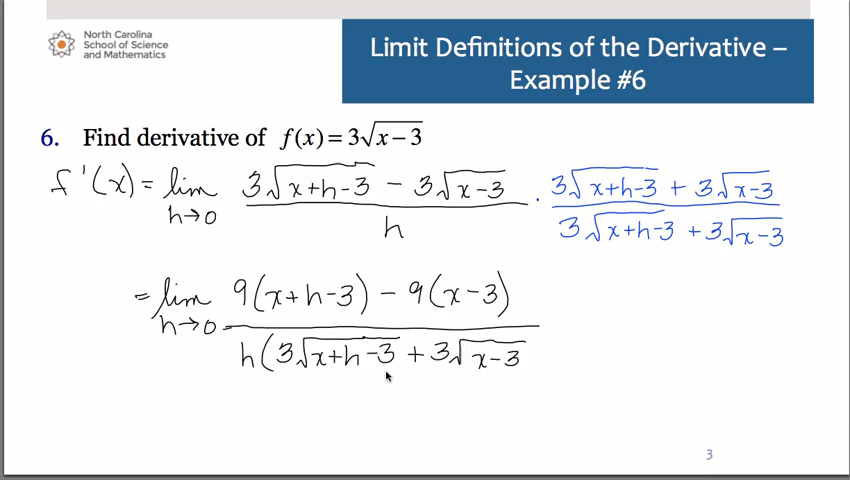 North Carolina
School of Science
and Mathematics
Limit Definitions of the Derivative –
Example #6
6. Find derivative of f(x) = 3√(x−3)
f'(x) = lim h→0 (3√(x+h−3) − 3√(x−3)) / h · (3√(x+h−3) + 3√(x−3)) / (3√(x+h−3) + 3√(x−3))
= lim h→0 (9(x+h−3) − 9(x−3)) / (h(3√(x+h−3) + 3√(x−3)
3